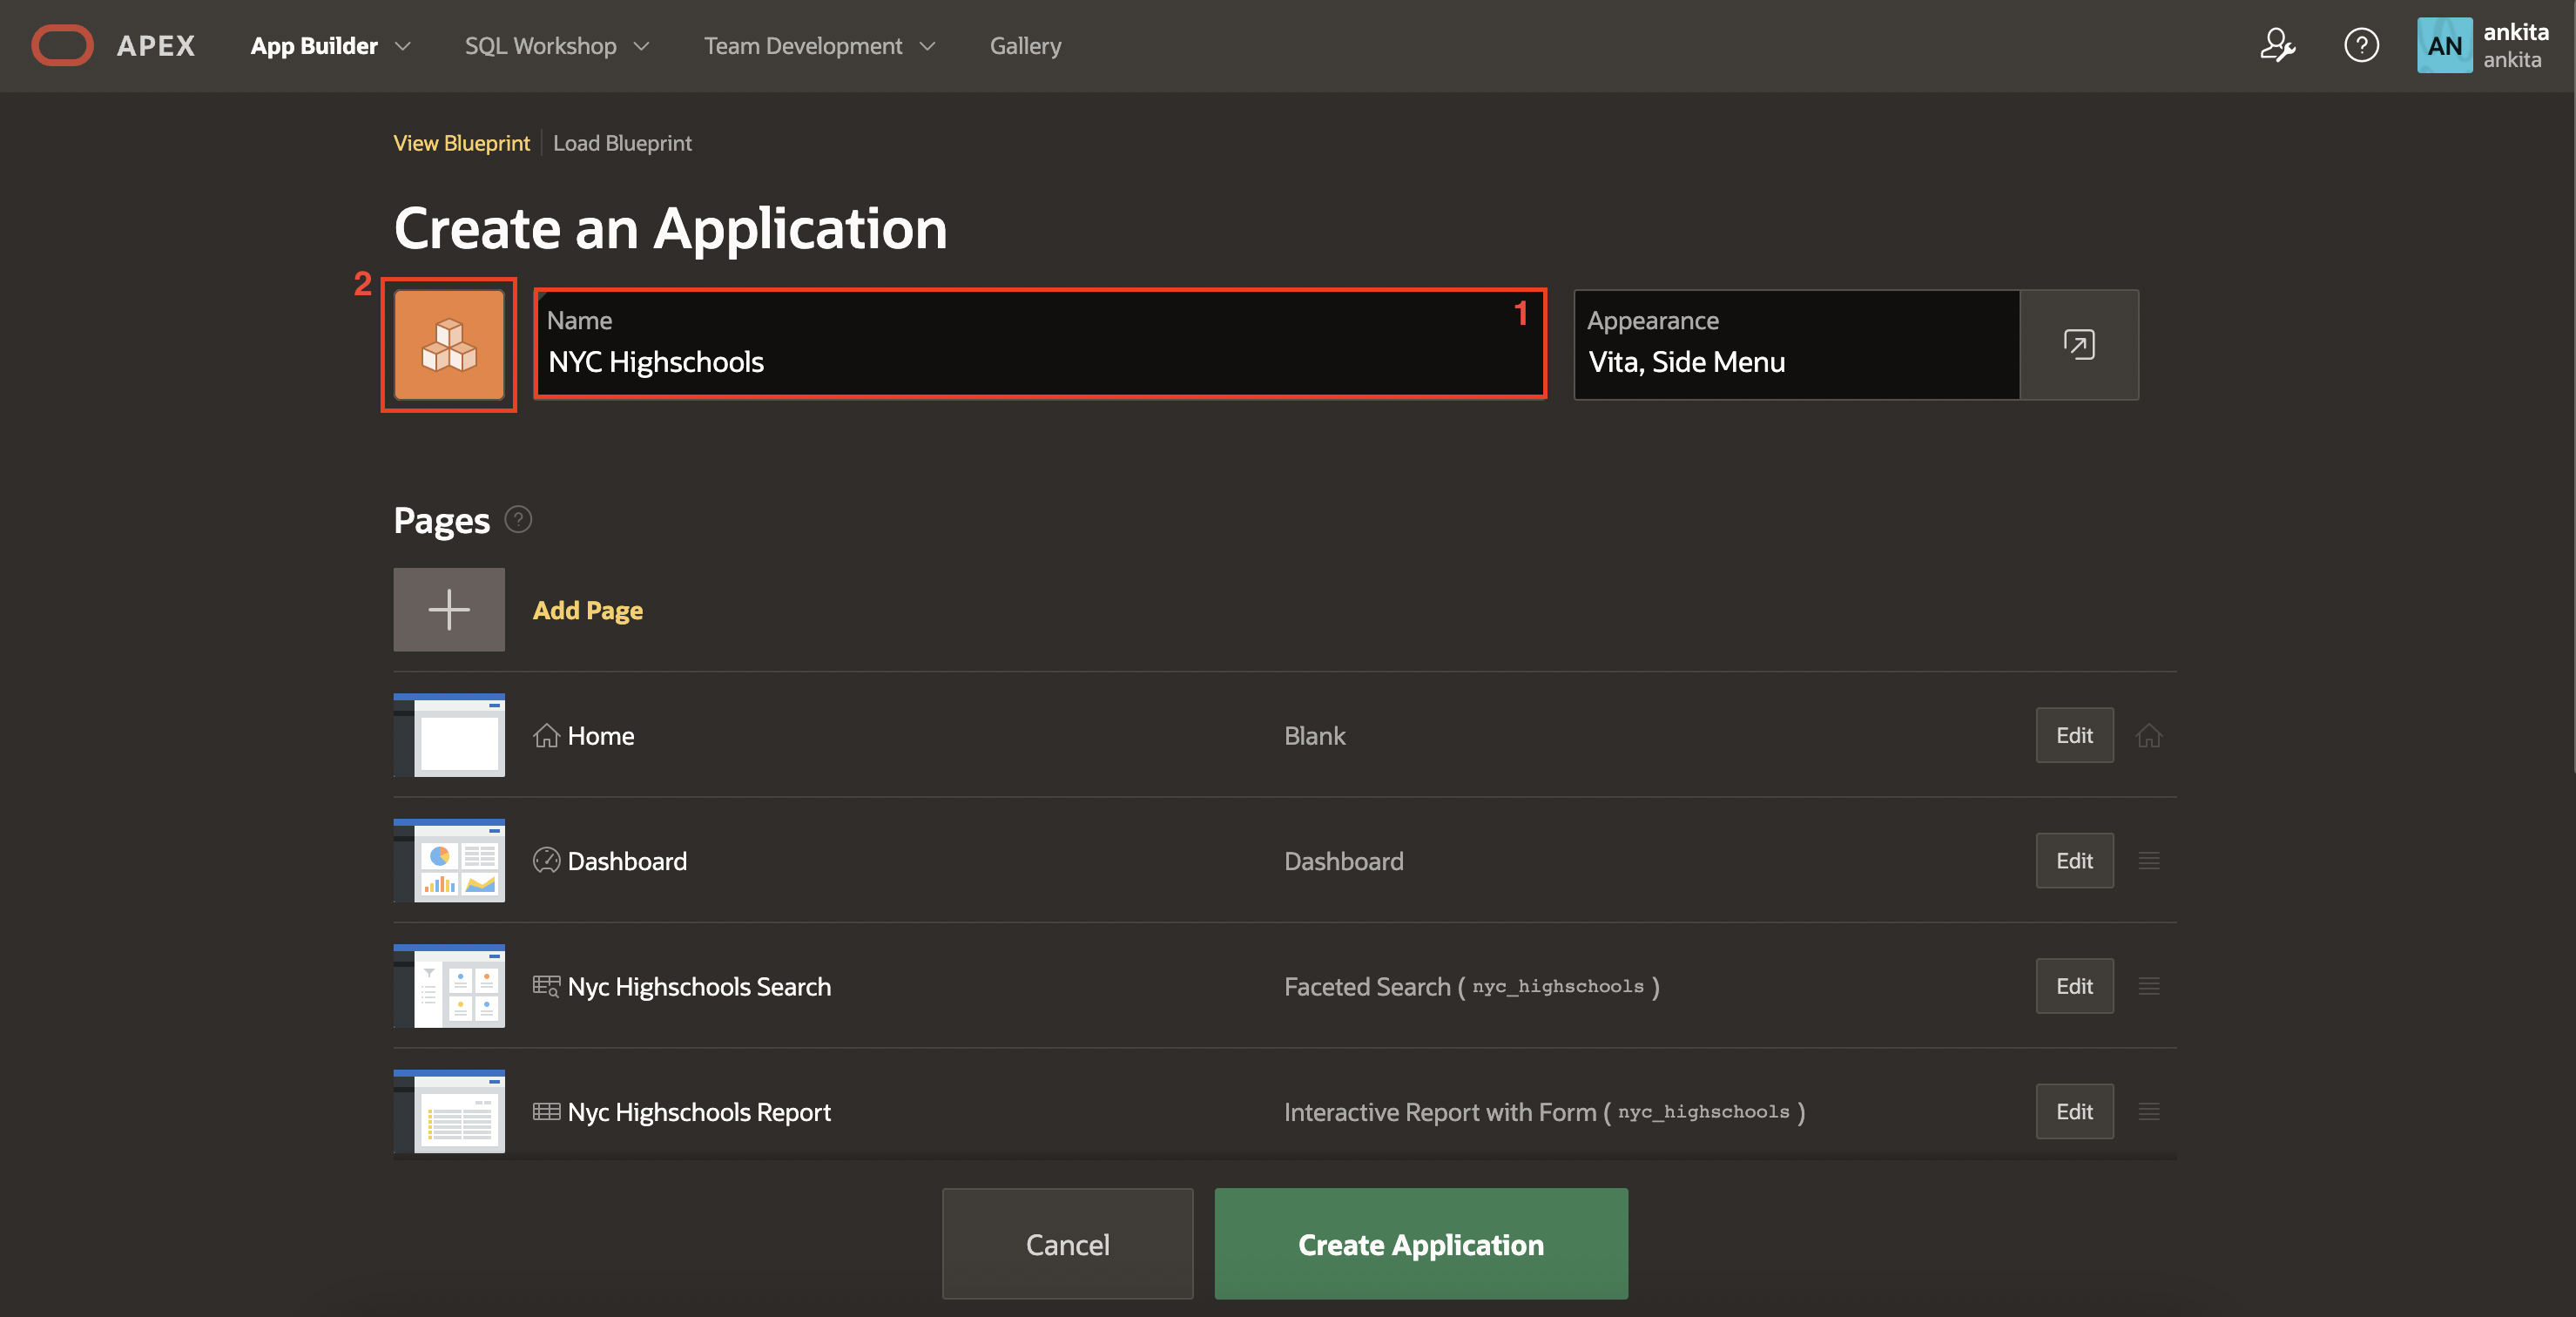 APEX App Builder SQL Workshop Team Development Gallery ? AN ankita
ankita
View Blueprint Load Blueprint
Create an Application
2
Name 1
NYC Highschools
Appearance
Vita, Side Menu
Pages ?
Add Page
Home Blank Edit
Dashboard Dashboard Edit
Nyc Highschools Search Faceted Search ( nyc_highschools ) Edit
Nyc Highschools Report Interactive Report with Form ( nyc_highschools ) Edit
Cancel Create Application